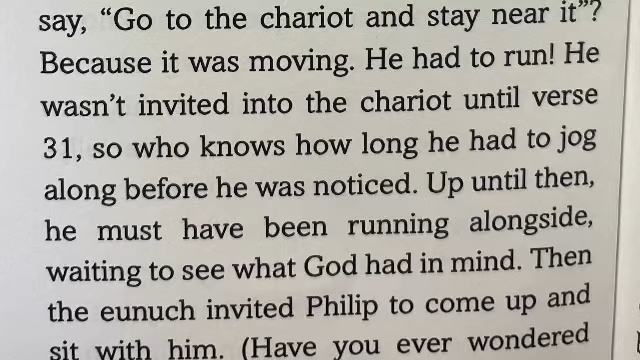 say, “Go to the chariot and stay near it”?
Because it was moving. He had to run! He
wasn’t invited into the chariot until verse
31, so who knows how long he had to jog
along before he was noticed. Up until then,
he must have been running alongside,
waiting to see what God had in mind. Then
the eunuch invited Philip to come up and
sit with him. (Have you ever wondered